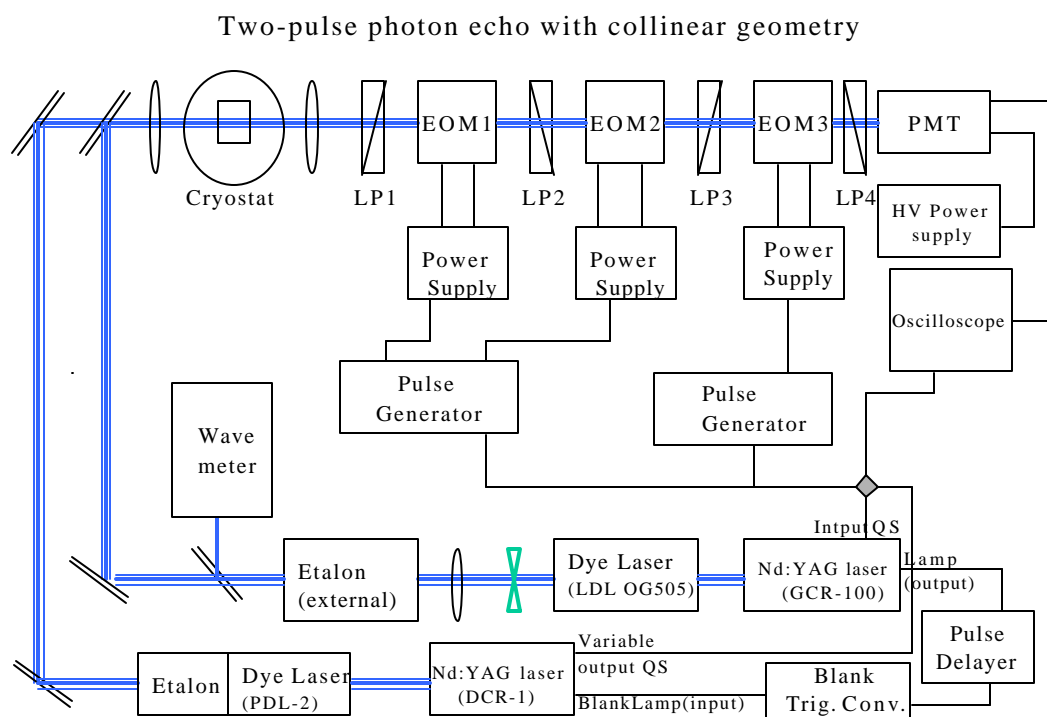 Two-pulse photon echo with collinear geometry
EOM1
EOM2
EOM3
PMT
Cryostat
LP1
LP2
LP3
LP4
HV Power
supply
Power
Supply
Power
Supply
Power
Supply
Oscilloscope
Pulse
Generator
Pulse
Generator
Wave
meter
Intput QS
Etalon
(external)
Dye Laser
(LDL OG505)
Nd:YAG laser
(GCR-100)
Lamp
(output)
Pulse
Delayer
Etalon
Dye Laser
(PDL-2)
Nd:YAG laser
(DCR-1)
Variable
output QS
BlankLamp(input)
Blank
Trig. Conv.